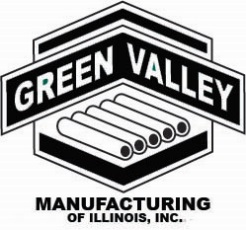 GREEN VALLEY
MANUFACTURING
OF ILLINOIS, INC.